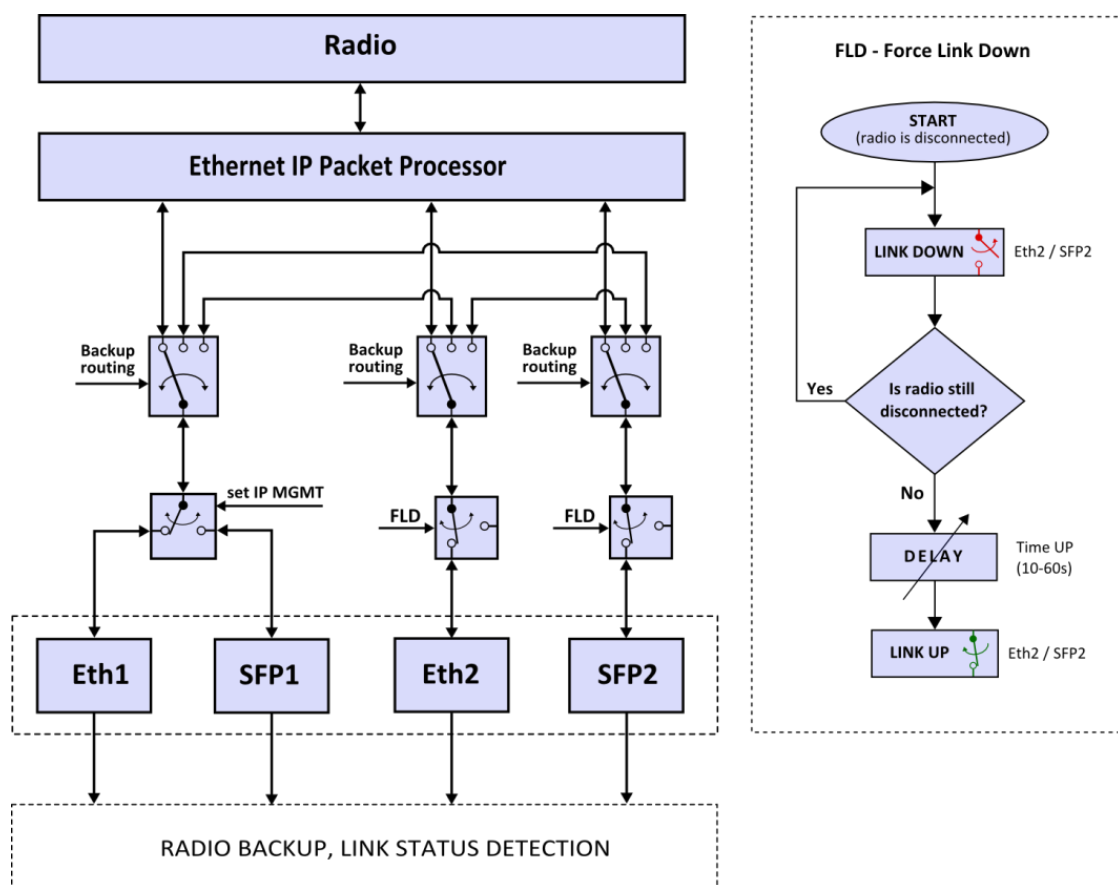 Radio
Ethernet IP Packet Processor
Backup
routing
Backup
routing
Backup
routing
set IP MGMT
FLD
FLD
Eth1
SFP1
Eth2
SFP2
RADIO BACKUP, LINK STATUS DETECTION
FLD - Force Link Down
START
(radio is disconnected)
LINK DOWN
Eth2 / SFP2
Is radio still
disconnected?
Yes
No
DELAY
Time UP
(10-60s)
LINK UP
Eth2 / SFP2